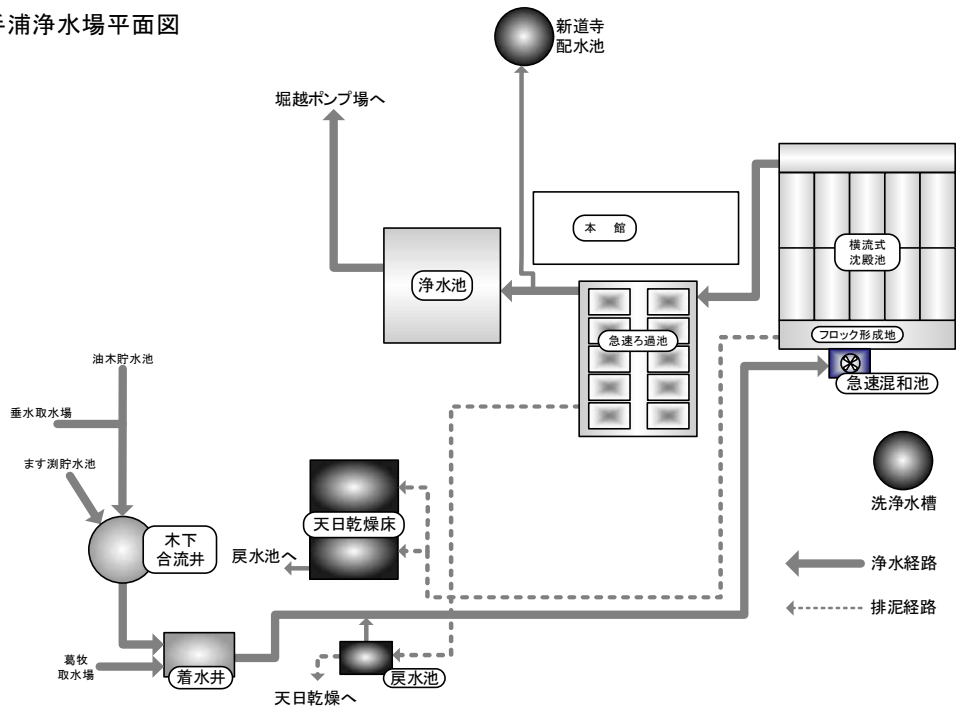 手浦浄水場平面図
新道寺
配水池
堀越ポンプ場へ
本 館
横流式
沈殿池
浄水池
急速ろ過池
フロック形成地
急速混和池
油木貯水池
垂水取水場
ます渕貯水池
洗浄水槽
天日乾燥床
木下
合流井
戻水池へ
浄水経路
排泥経路
葛牧
取水場
着水井
戻水池
天日乾燥へ